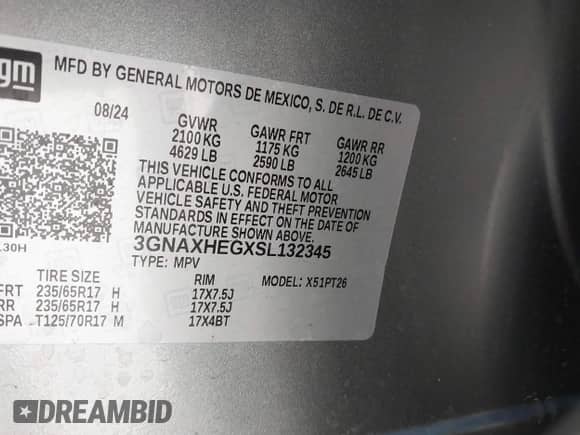 gm
MFD BY GENERAL MOTORS DE MEXICO, S. DE R.L. DE C.V.
08/24
GVWR GAWR FRT GAWR RR
2100 KG 1175 KG 1200 KG
4629 LB 2590 LB 2645 LB
THIS VEHICLE CONFORMS TO ALL
APPLICABLE U.S. FEDERAL MOTOR
VEHICLE SAFETY AND THEFT PREVENTION
STANDARDS IN EFFECT ON THE DATE OF
MANUFACTURE SHOWN ABOVE.
3GNAXHEGXSL132345
TYPE: MPV MODEL: X51PT26
TIRE SIZE RIM
FRT 235/65R17 H 17X7.5J
RR 235/65R17 H 17X7.5J
SPA T125/70R17 M 17X4BT
DREAMBID